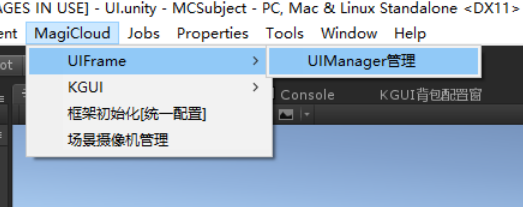 AGES IN USE] - UI.unity - MCSubject - PC, Mac & Linux Standalone <DX11>
ent MagiCloud Jobs Properties Tools Window Help
UIFrame > UIManager管理
KGUI >
Console KGUI背包配置窗
框架初始化[统一配置]
场景摄像机管理